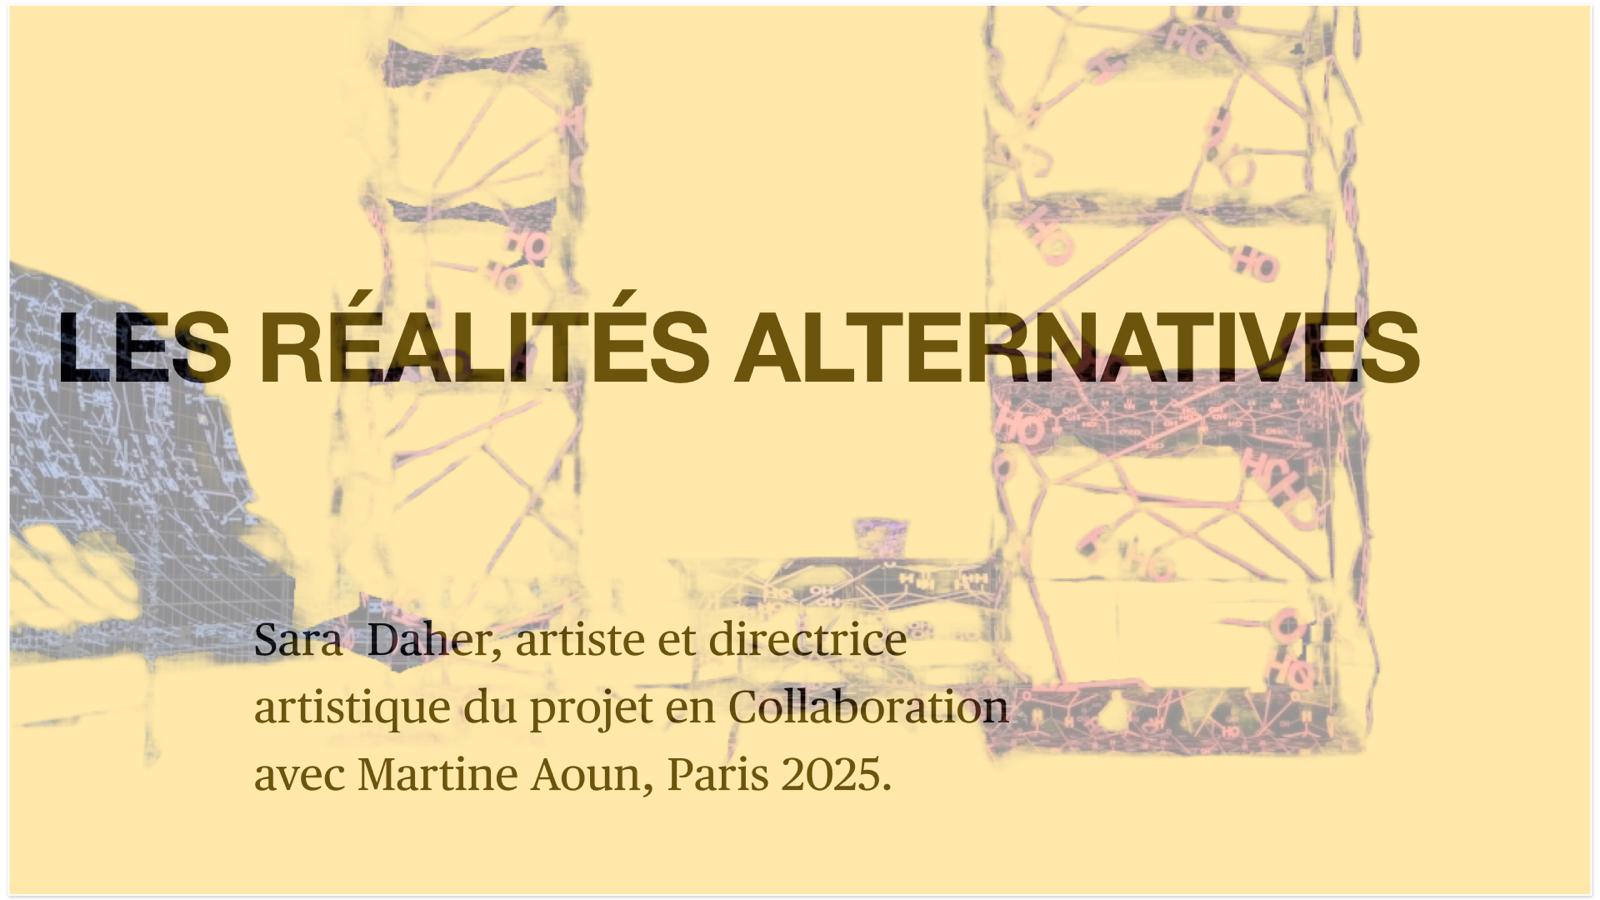 LES RÉALITÉS ALTERNATIVES
Sara Daher, artiste et directrice
artistique du projet en Collaboration
avec Martine Aoun, Paris 2025.